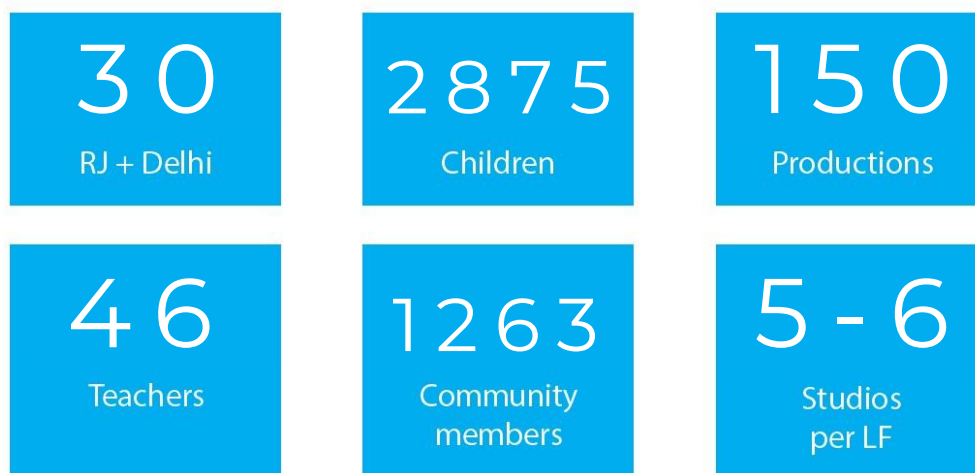 30
RJ + Delhi
2875
Children
150
Productions
46
Teachers
1263
Community
members
5-6
Studios
per LF